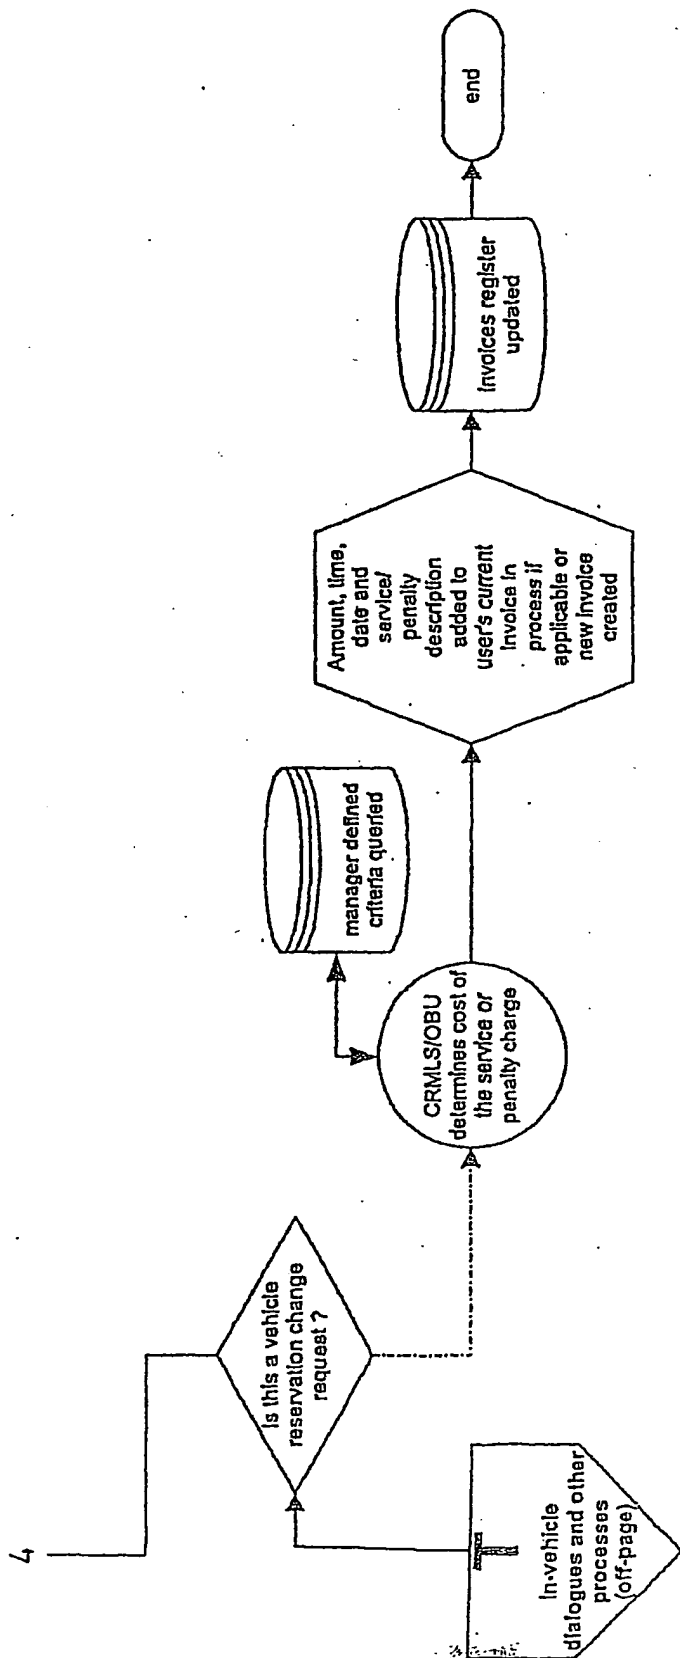 4
Is this a vehicle
reservation change
request ?
In-vehicle
dialogues and other
processes
(off-page)
CRMLS/OBU
determines cost of
the service or
penalty charge
manager defined
criteria queried
Amount, time,
date and
service/
penalty
description
added to
user's current
invoice in
process if
applicable or
new invoice
created
Invoices register
updated
end